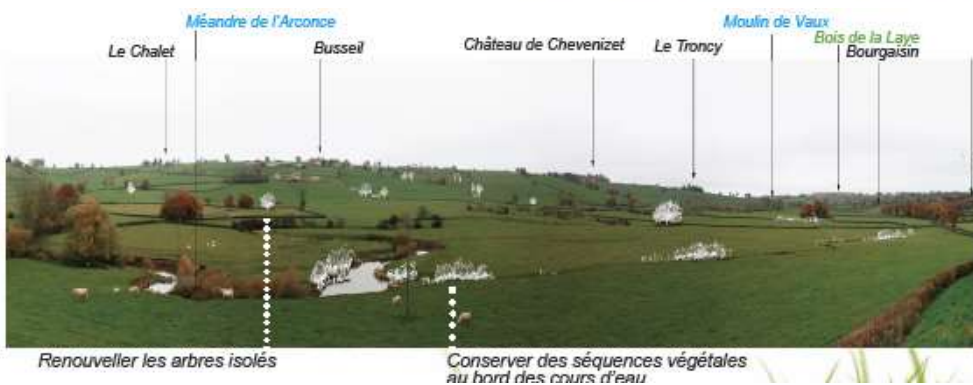 Méandre de l'Arconce
Moulin de Vaux
Bois de la Laye
Le Chalet
Busseil
Château de Chevenizet
Le Troncy
Bourgaisin
Renouveller les arbres isolés
Conserver des séquences végétales
au bord des cours d'eau